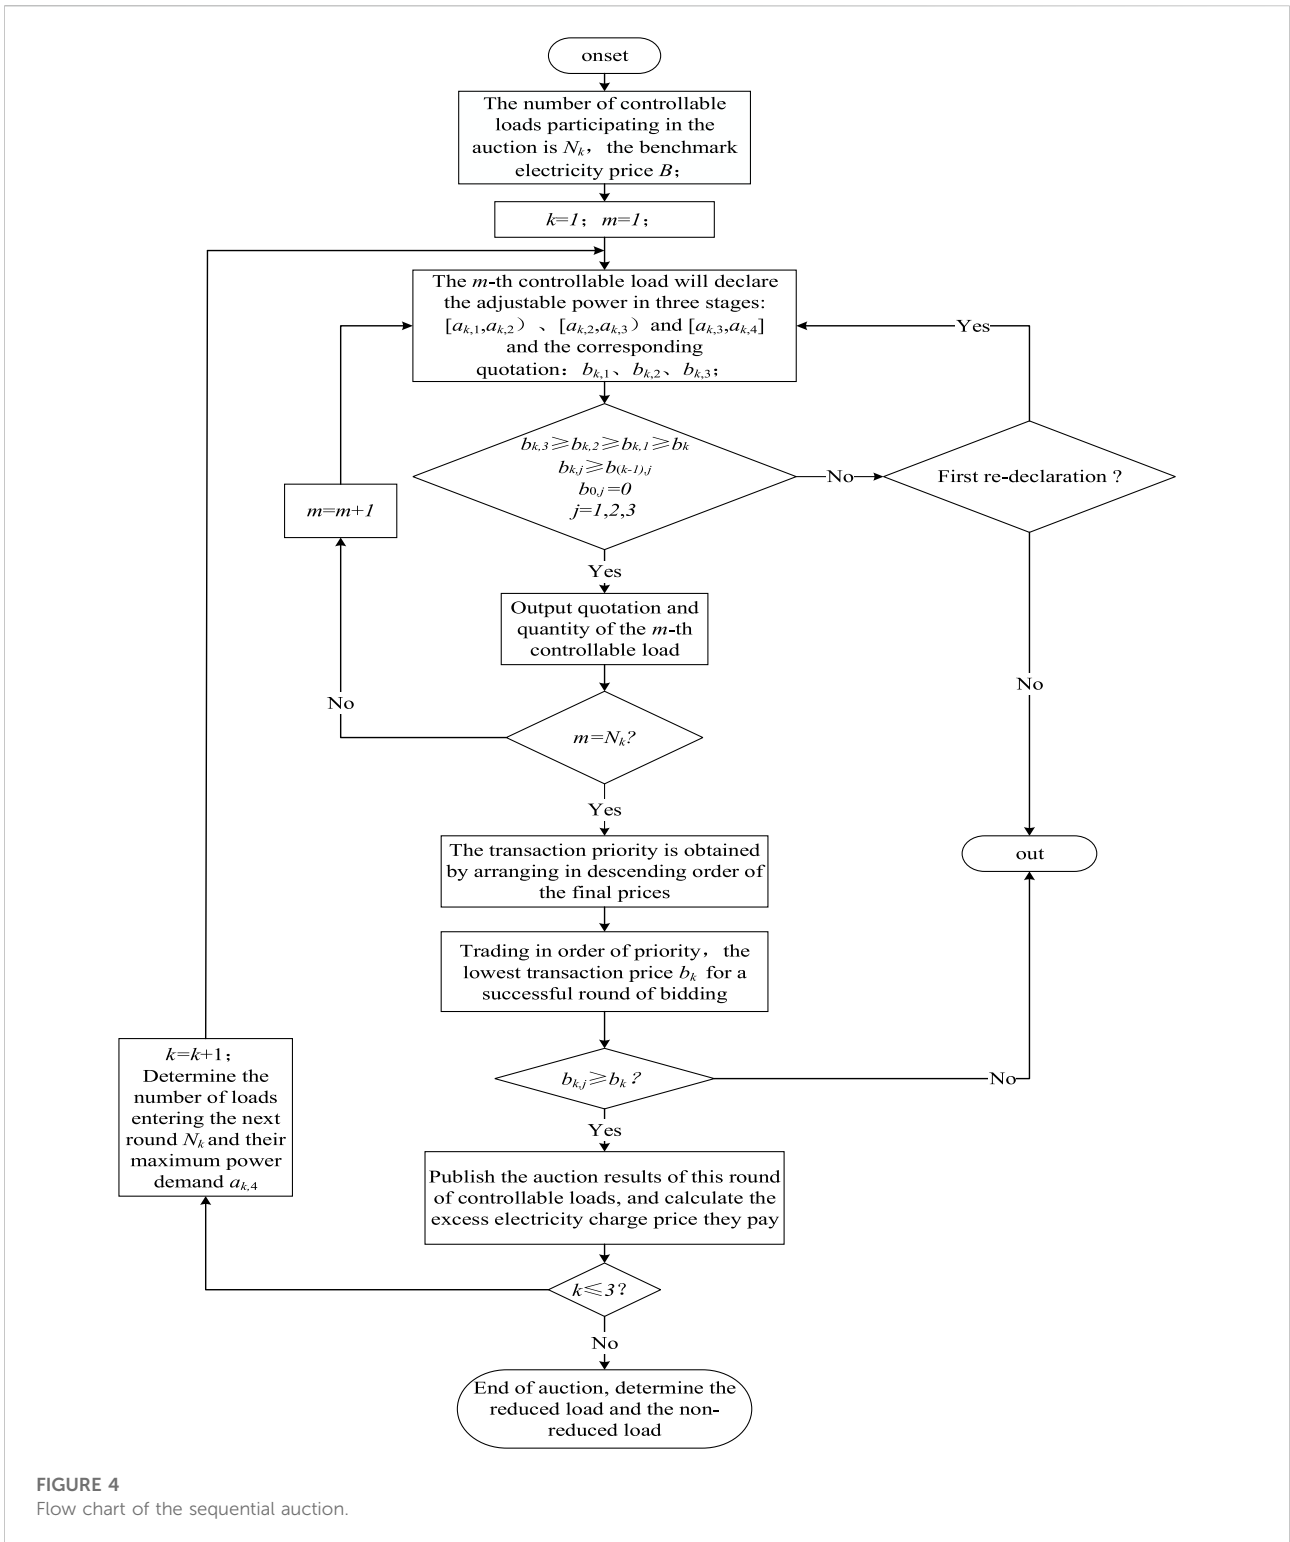 onset
The number of controllable
loads participating in the
auction is Nₖ，the benchmark
electricity price B；
k=1；m=1；
The m-th controllable load will declare
the adjustable power in three stages:
[aₖ,₁,aₖ,₂）、[aₖ,₂,aₖ,₃）and [aₖ,₃,aₖ,₄]
and the corresponding
quotation：bₖ,₁、bₖ,₂、bₖ,₃；
Yes
bₖ,₃≥bₖ,₂≥bₖ,₁≥bₖ
bₖ,ⱼ≥b₍ₖ₋₁₎,ⱼ
b₀,ⱼ=0
j=1,2,3
No
First re-declaration ?
m=m+1
Yes
Output quotation and
quantity of the m-th
controllable load
No
No
m=Nₖ?
Yes
The transaction priority is obtained
by arranging in descending order of
the final prices
out
Trading in order of priority，the
lowest transaction price bₖ for a
successful round of bidding
bₖ,ⱼ≥bₖ ?
No
Yes
k=k+1；
Determine the
number of loads
entering the next
round Nₖ and their
maximum power
demand aₖ,₄
Publish the auction results of this round
of controllable loads, and calculate the
excess electricity charge price they pay
k≤3?
No
End of auction, determine the
reduced load and the non-
reduced load
FIGURE 4
Flow chart of the sequential auction.